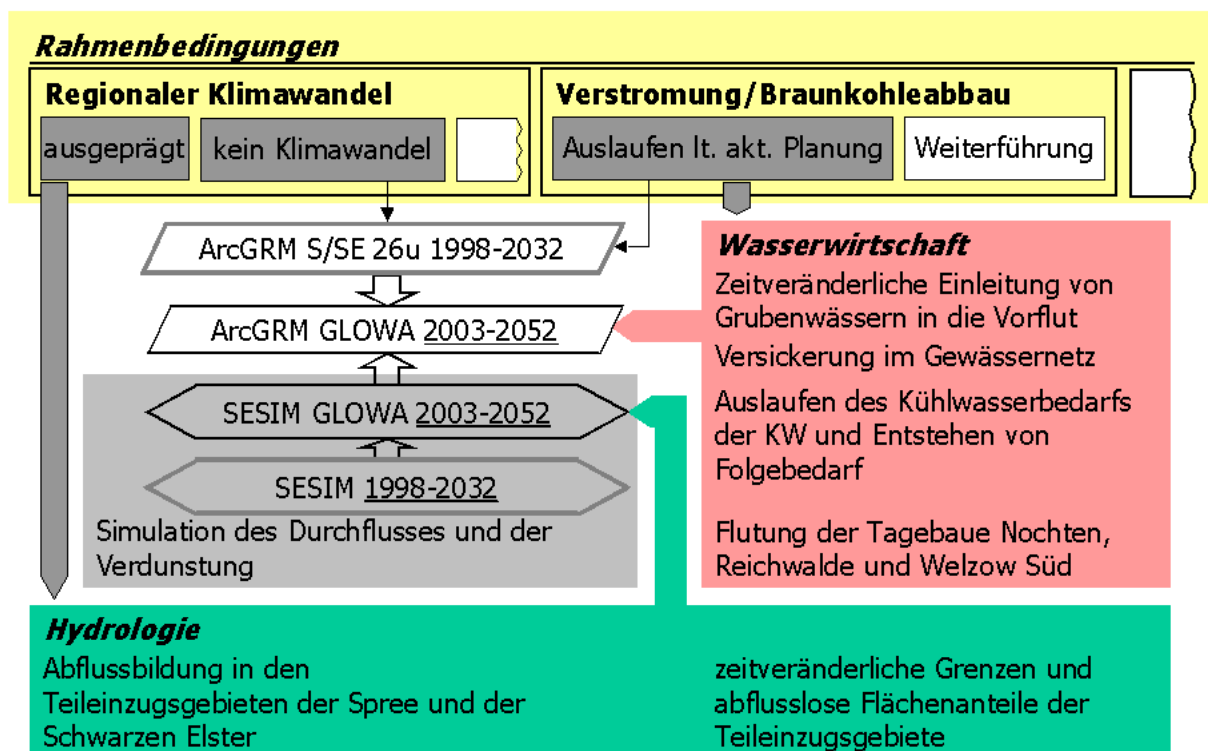 Rahmenbedingungen
Regionaler Klimawandel
ausgeprägt
kein Klimawandel
Verstromung/Braunkohleabbau
Auslaufen lt. akt. Planung
Weiterführung
ArcGRM S/SE 26u 1998-2032
ArcGRM GLOWA 2003-2052
SESIM GLOWA 2003-2052
SESIM 1998-2032
Simulation des Durchflusses und der
Verdunstung
Wasserwirtschaft
Zeitveränderliche Einleitung von
Grubenwässern in die Vorflut
Versickerung im Gewässernetz
Auslaufen des Kühlwasserbedarfs
der KW und Entstehen von
Folgebedarf
Flutung der Tagebaue Nochten,
Reichwalde und Welzow Süd
Hydrologie
Abflussbildung in den
Teileinzugsgebieten der Spree und der
Schwarzen Elster
zeitveränderliche Grenzen und
abflusslose Flächenanteile der
Teileinzugsgebiete